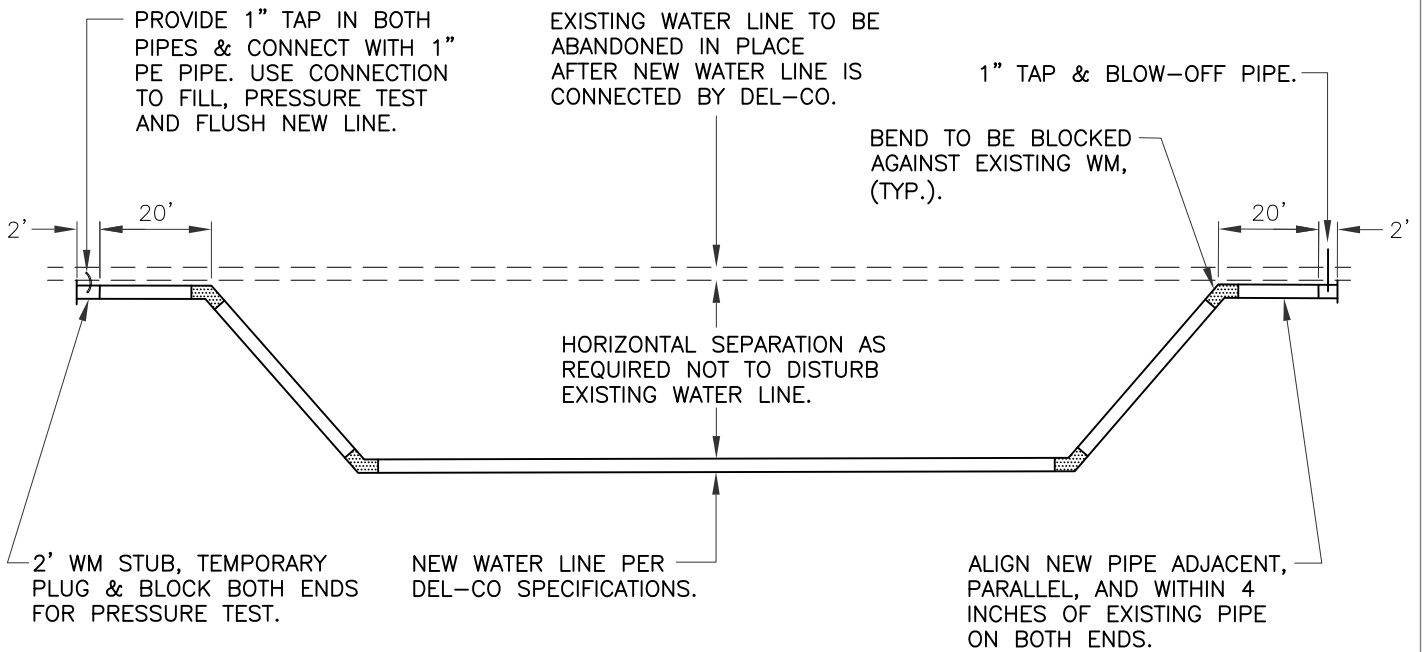 PROVIDE 1" TAP IN BOTH
PIPES & CONNECT WITH 1"
PE PIPE. USE CONNECTION
TO FILL, PRESSURE TEST
AND FLUSH NEW LINE.
EXISTING WATER LINE TO BE
ABANDONED IN PLACE
AFTER NEW WATER LINE IS
CONNECTED BY DEL-CO.
1" TAP & BLOW-OFF PIPE.
BEND TO BE BLOCKED
AGAINST EXISTING WM,
(TYP.).
2'
20'
20'
2'
HORIZONTAL SEPARATION AS
REQUIRED NOT TO DISTURB
EXISTING WATER LINE.
2' WM STUB, TEMPORARY
PLUG & BLOCK BOTH ENDS
FOR PRESSURE TEST.
NEW WATER LINE PER
DEL-CO SPECIFICATIONS.
ALIGN NEW PIPE ADJACENT,
PARALLEL, AND WITHIN 4
INCHES OF EXISTING PIPE
ON BOTH ENDS.